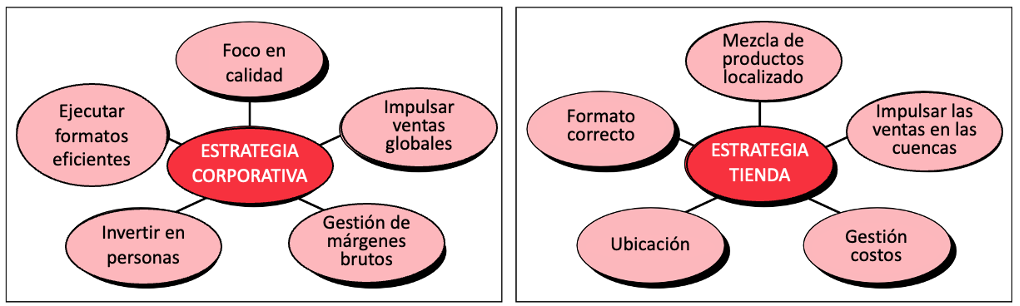 Foco en
calidad
Ejecutar
formatos
eficientes
Impulsar
ventas
globales
ESTRATEGIA
CORPORATIVA
Invertir en
personas
Gestión de
márgenes
brutos
Mezcla de
productos
localizado
Formato
correcto
Impulsar las
ventas en las
cuencas
ESTRATEGIA
TIENDA
Ubicación
Gestión
costos